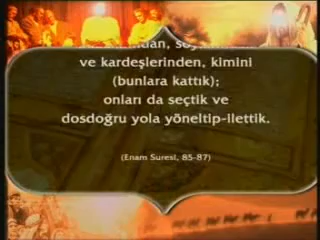 ve kardeşlerinden, kimini
(bunlara kattık);
onları da seçtik ve
dosdoğru yola yöneltip-ilettik.
(Enam Suresi, 85-87)